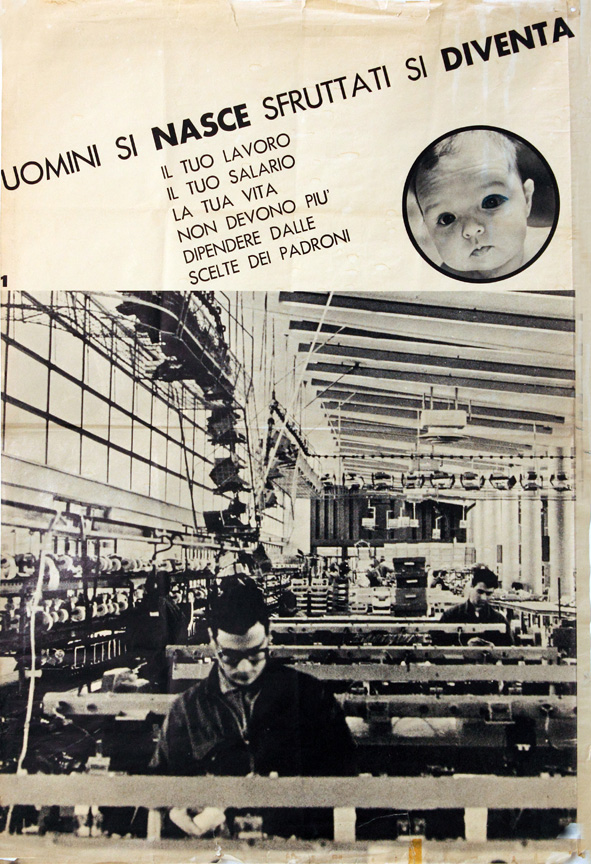 UOMINI SI NASCE SFRUTTATI SI DIVENTA
IL TUO LAVORO
IL TUO SALARIO
LA TUA VITA
NON DEVONO PIU'
DIPENDERE DALLE
SCELTE DEI PADRONI
1